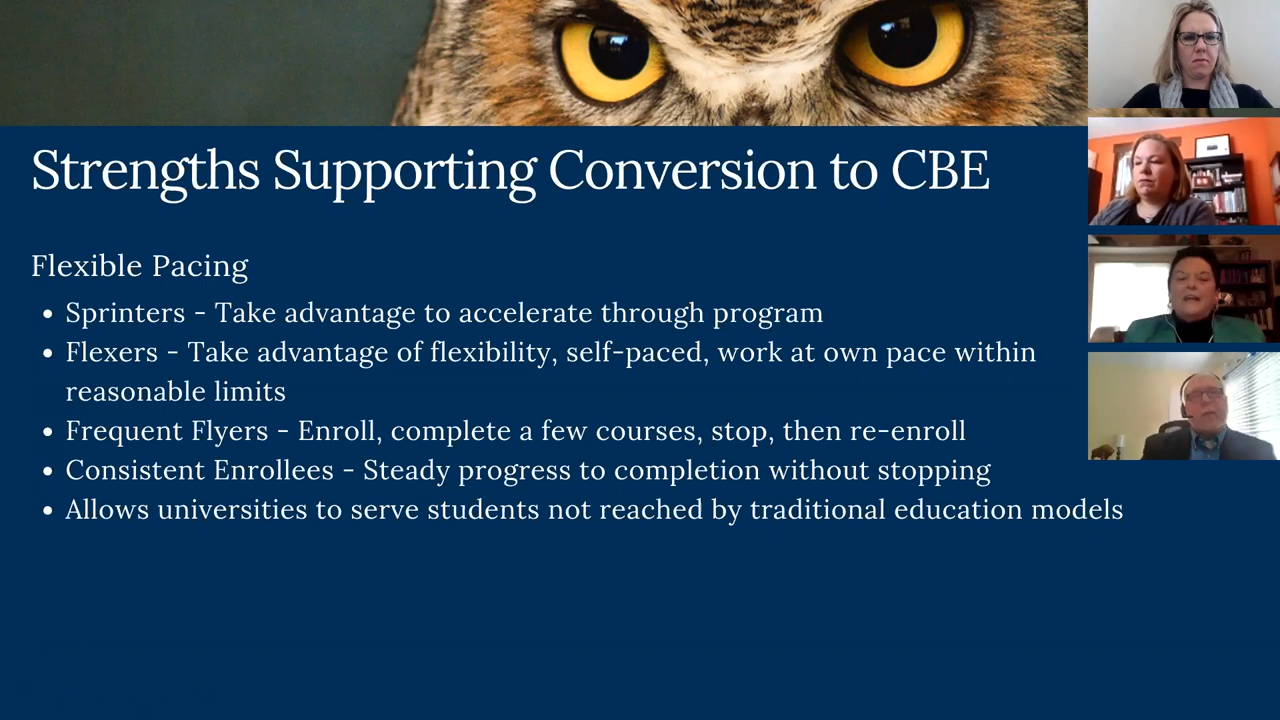 Strengths Supporting Conversion to CBE
Flexible Pacing
• Sprinters - Take advantage to accelerate through program
• Flexers - Take advantage of flexibility, self-paced, work at own pace within
reasonable limits
• Frequent Flyers - Enroll, complete a few courses, stop, then re-enroll
• Consistent Enrollees - Steady progress to completion without stopping
• Allows universities to serve students not reached by traditional education models